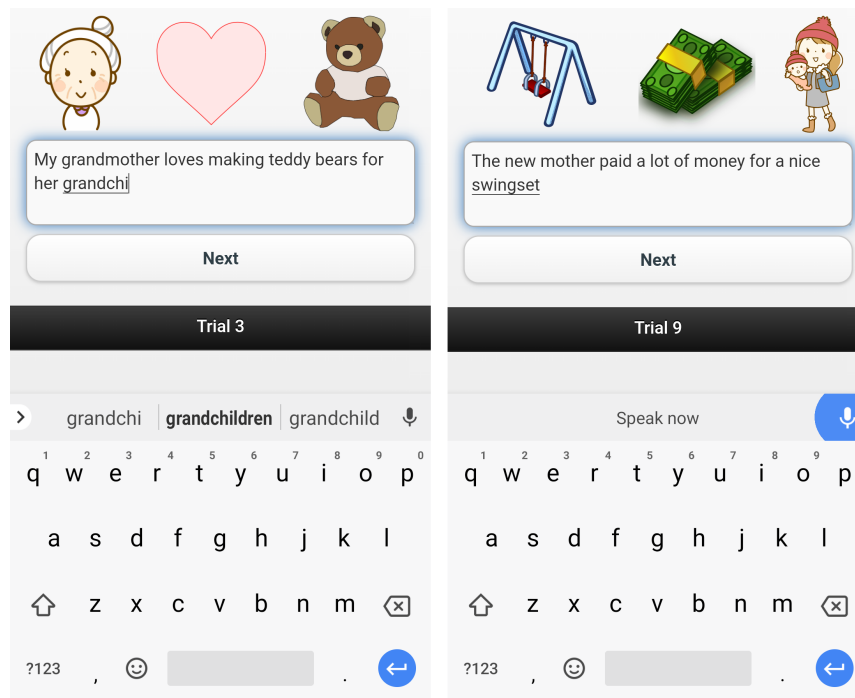 My grandmother loves making teddy bears for
her grandchi
Next
Trial 3
grandchi grandchildren grandchild
1 2 3 4 5 6 7 8 9 0
q w e r t y u i o p
a s d f g h j k l
z x c v b n m
?123 , .
The new mother paid a lot of money for a nice
swingset
Next
Trial 9
Speak now
1 2 3 4 5 6 7 8 9
q w e r t y u i o p
a s d f g h j k l
z x c v b n m
?123 , .